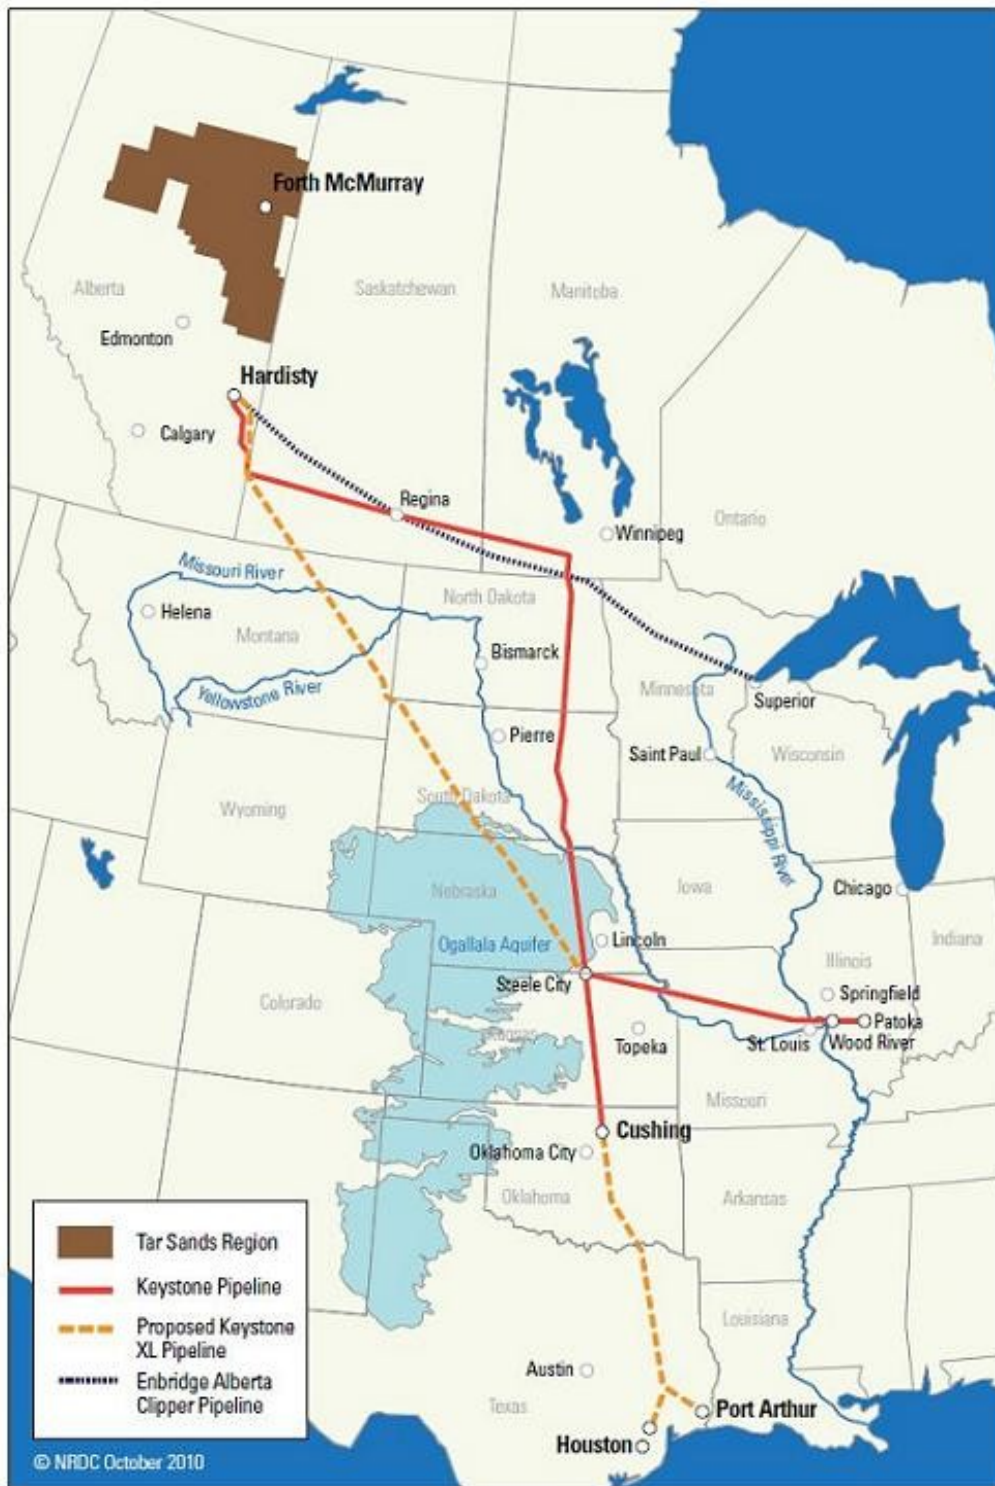 Forth McMurray
Alberta
Saskatchewan
Manitoba
Edmonton
Hardisty
Calgary
Regina
Winnipeg
Ontario
Missouri River
North Dakota
Helena
Montana
Bismarck
Yellowstone River
Minnesota
Superior
Pierre
Saint Paul
Wisconsin
South Dakota
Wyoming
Mississippi River
Nebraska
Iowa
Chicago
Ogallala Aquifer
Lincoln
Indiana
Illinois
Steele City
Springfield
Colorado
Patoka
Kansas
Topeka
St. Louis
Wood River
Missouri
Cushing
Oklahoma City
Oklahoma
Arkansas
Tar Sands Region
Keystone Pipeline
Proposed Keystone
XL Pipeline
Louisiana
Enbridge Alberta
Clipper Pipeline
Austin
Texas
Port Arthur
Houston
© NRDC October 2010